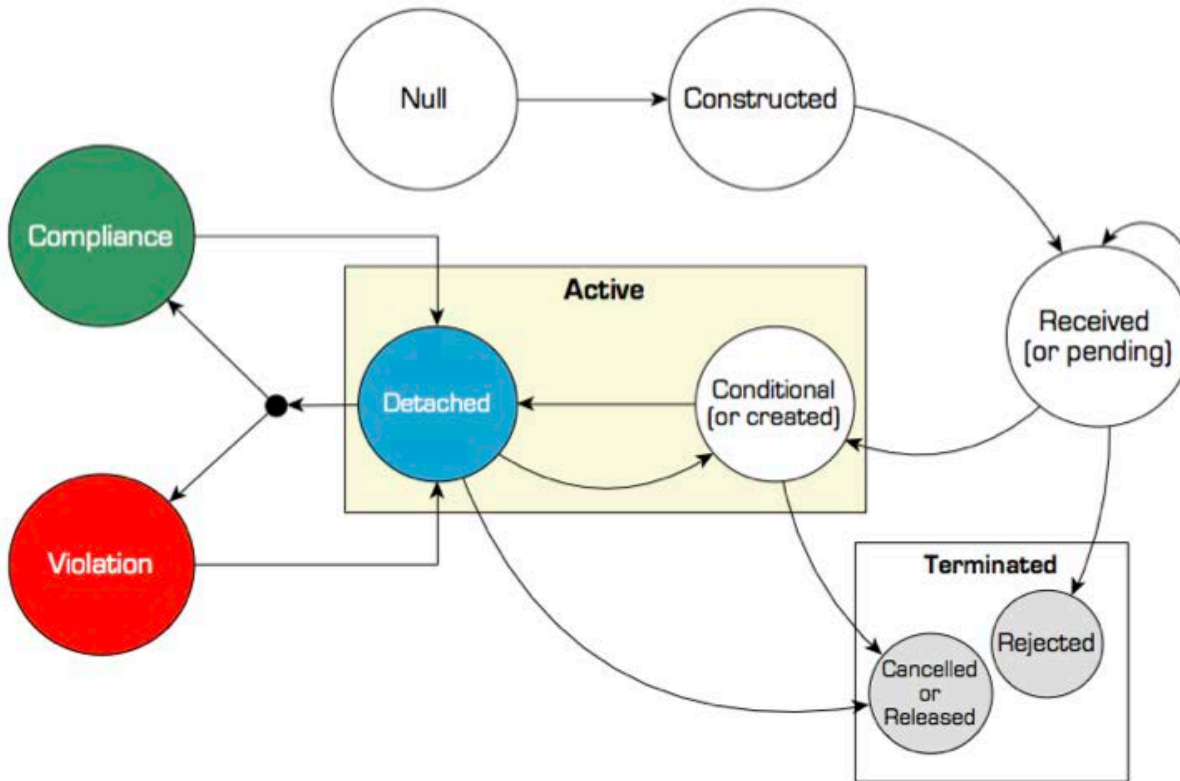 Null
Constructed
Compliance
Active
Received
(or pending)
Detached
Conditional
(or created)
Violation
Terminated
Rejected
Cancelled
or
Released